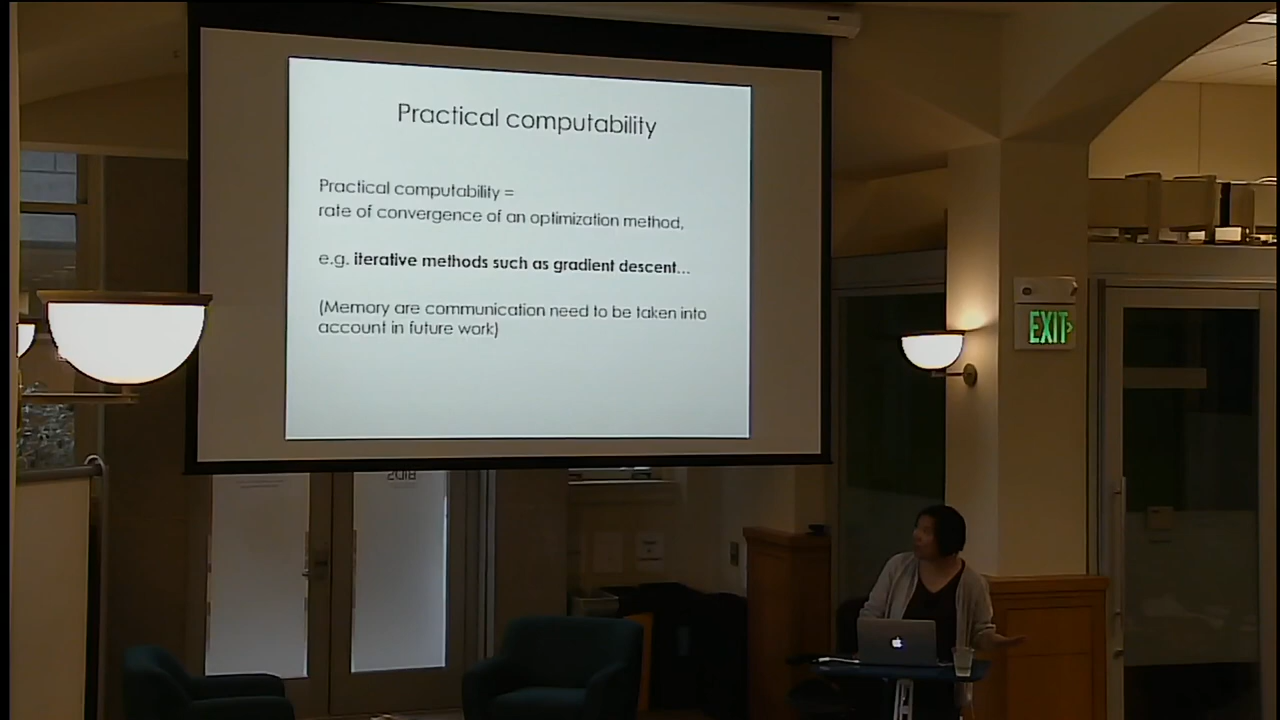 Practical computability
Practical computability =
rate of convergence of an optimization method,
e.g. iterative methods such as gradient descent...
(Memory are communication need to be taken into
account in future work)
EXIT